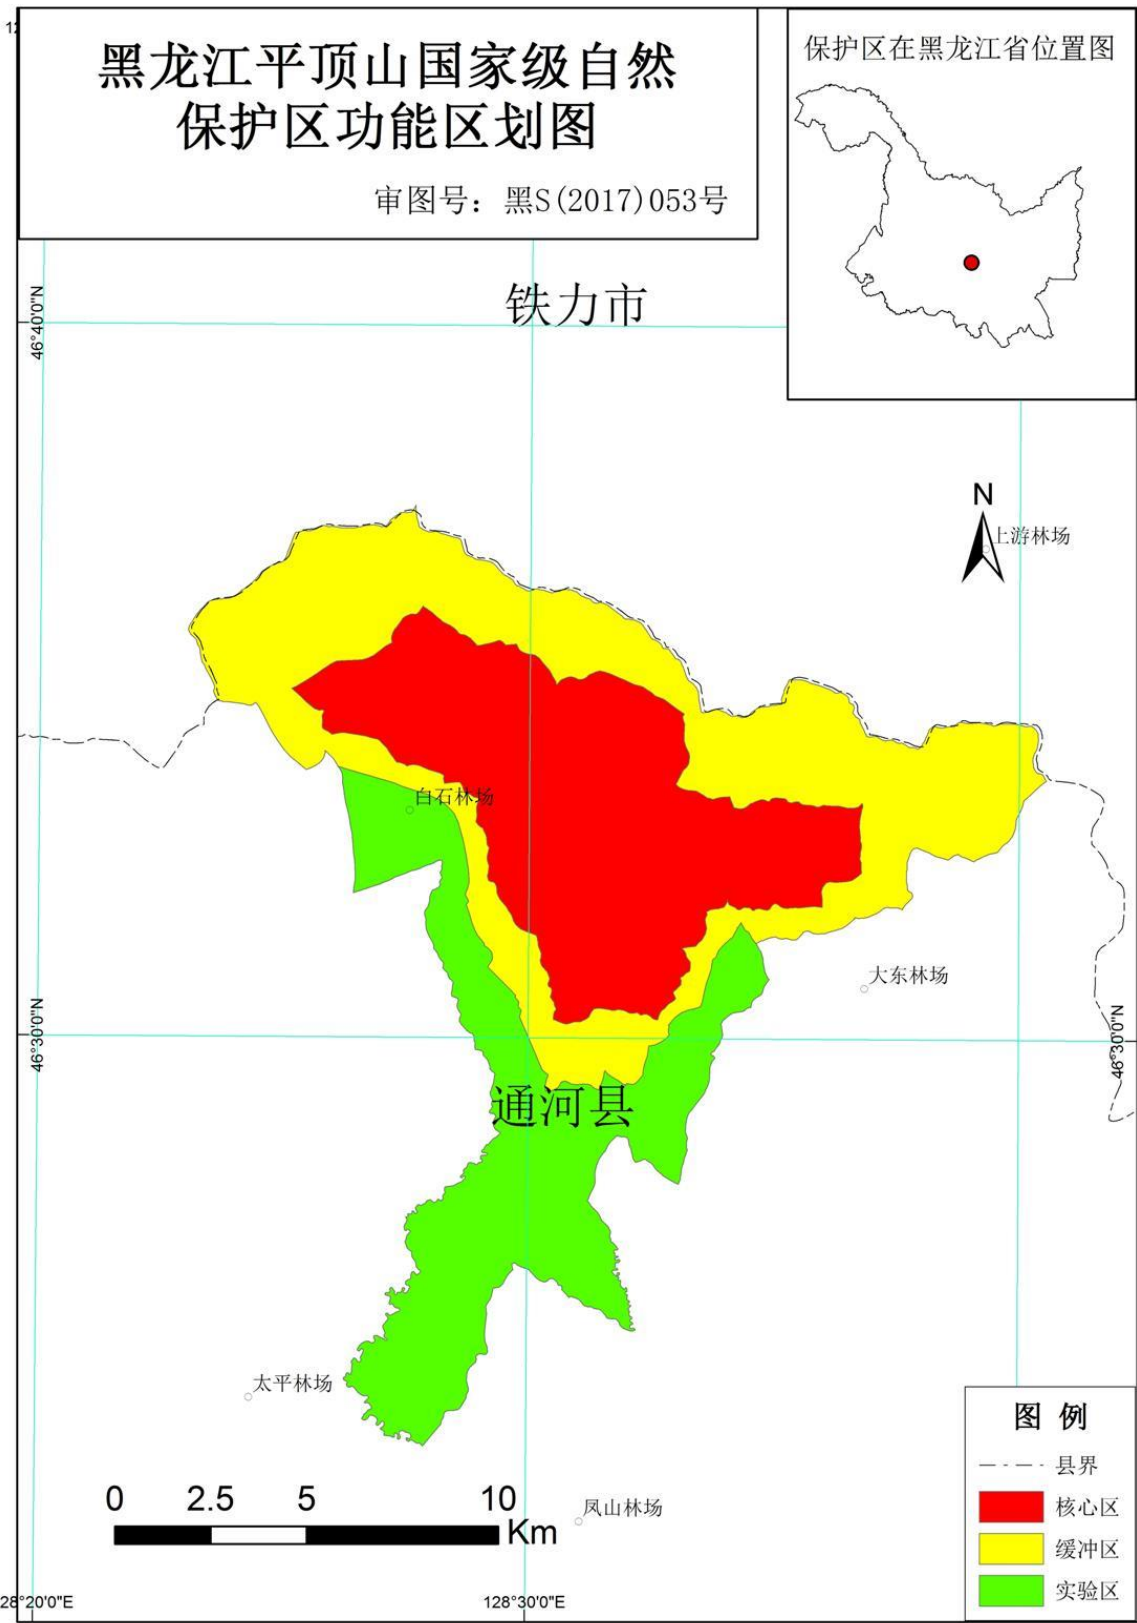 12
黑龙江平顶山国家级自然
保护区功能区划图
审图号：黑S(2017)053号
保护区在黑龙江省位置图
铁力市
46°40'0"N
N
上游林场
白石林场
大东林场
46°30'0"N
46°30'0"N
通河县
太平林场
凤山林场
0 2.5 5 10
Km
图 例
县界
核心区
缓冲区
实验区
28°20'0"E
128°30'0"E